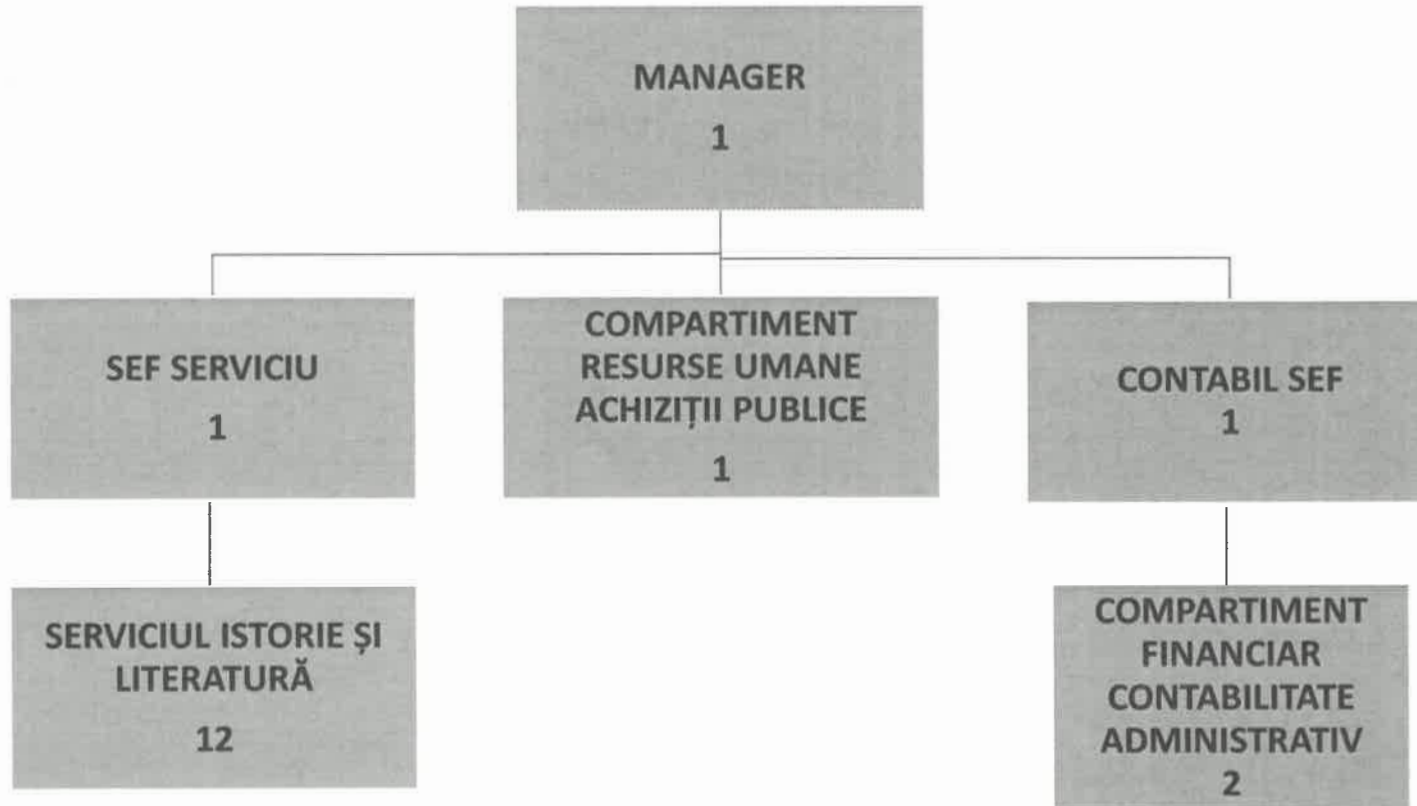 MANAGER
1
SEF SERVICIU
1
COMPARTIMENT
RESURSE UMANE
ACHIZIȚII PUBLICE
1
CONTABIL SEF
1
SERVICIUL ISTORIE ȘI
LITERATURĂ
12
COMPARTIMENT
FINANCIAR
CONTABILITATE
ADMINISTRATIV
2